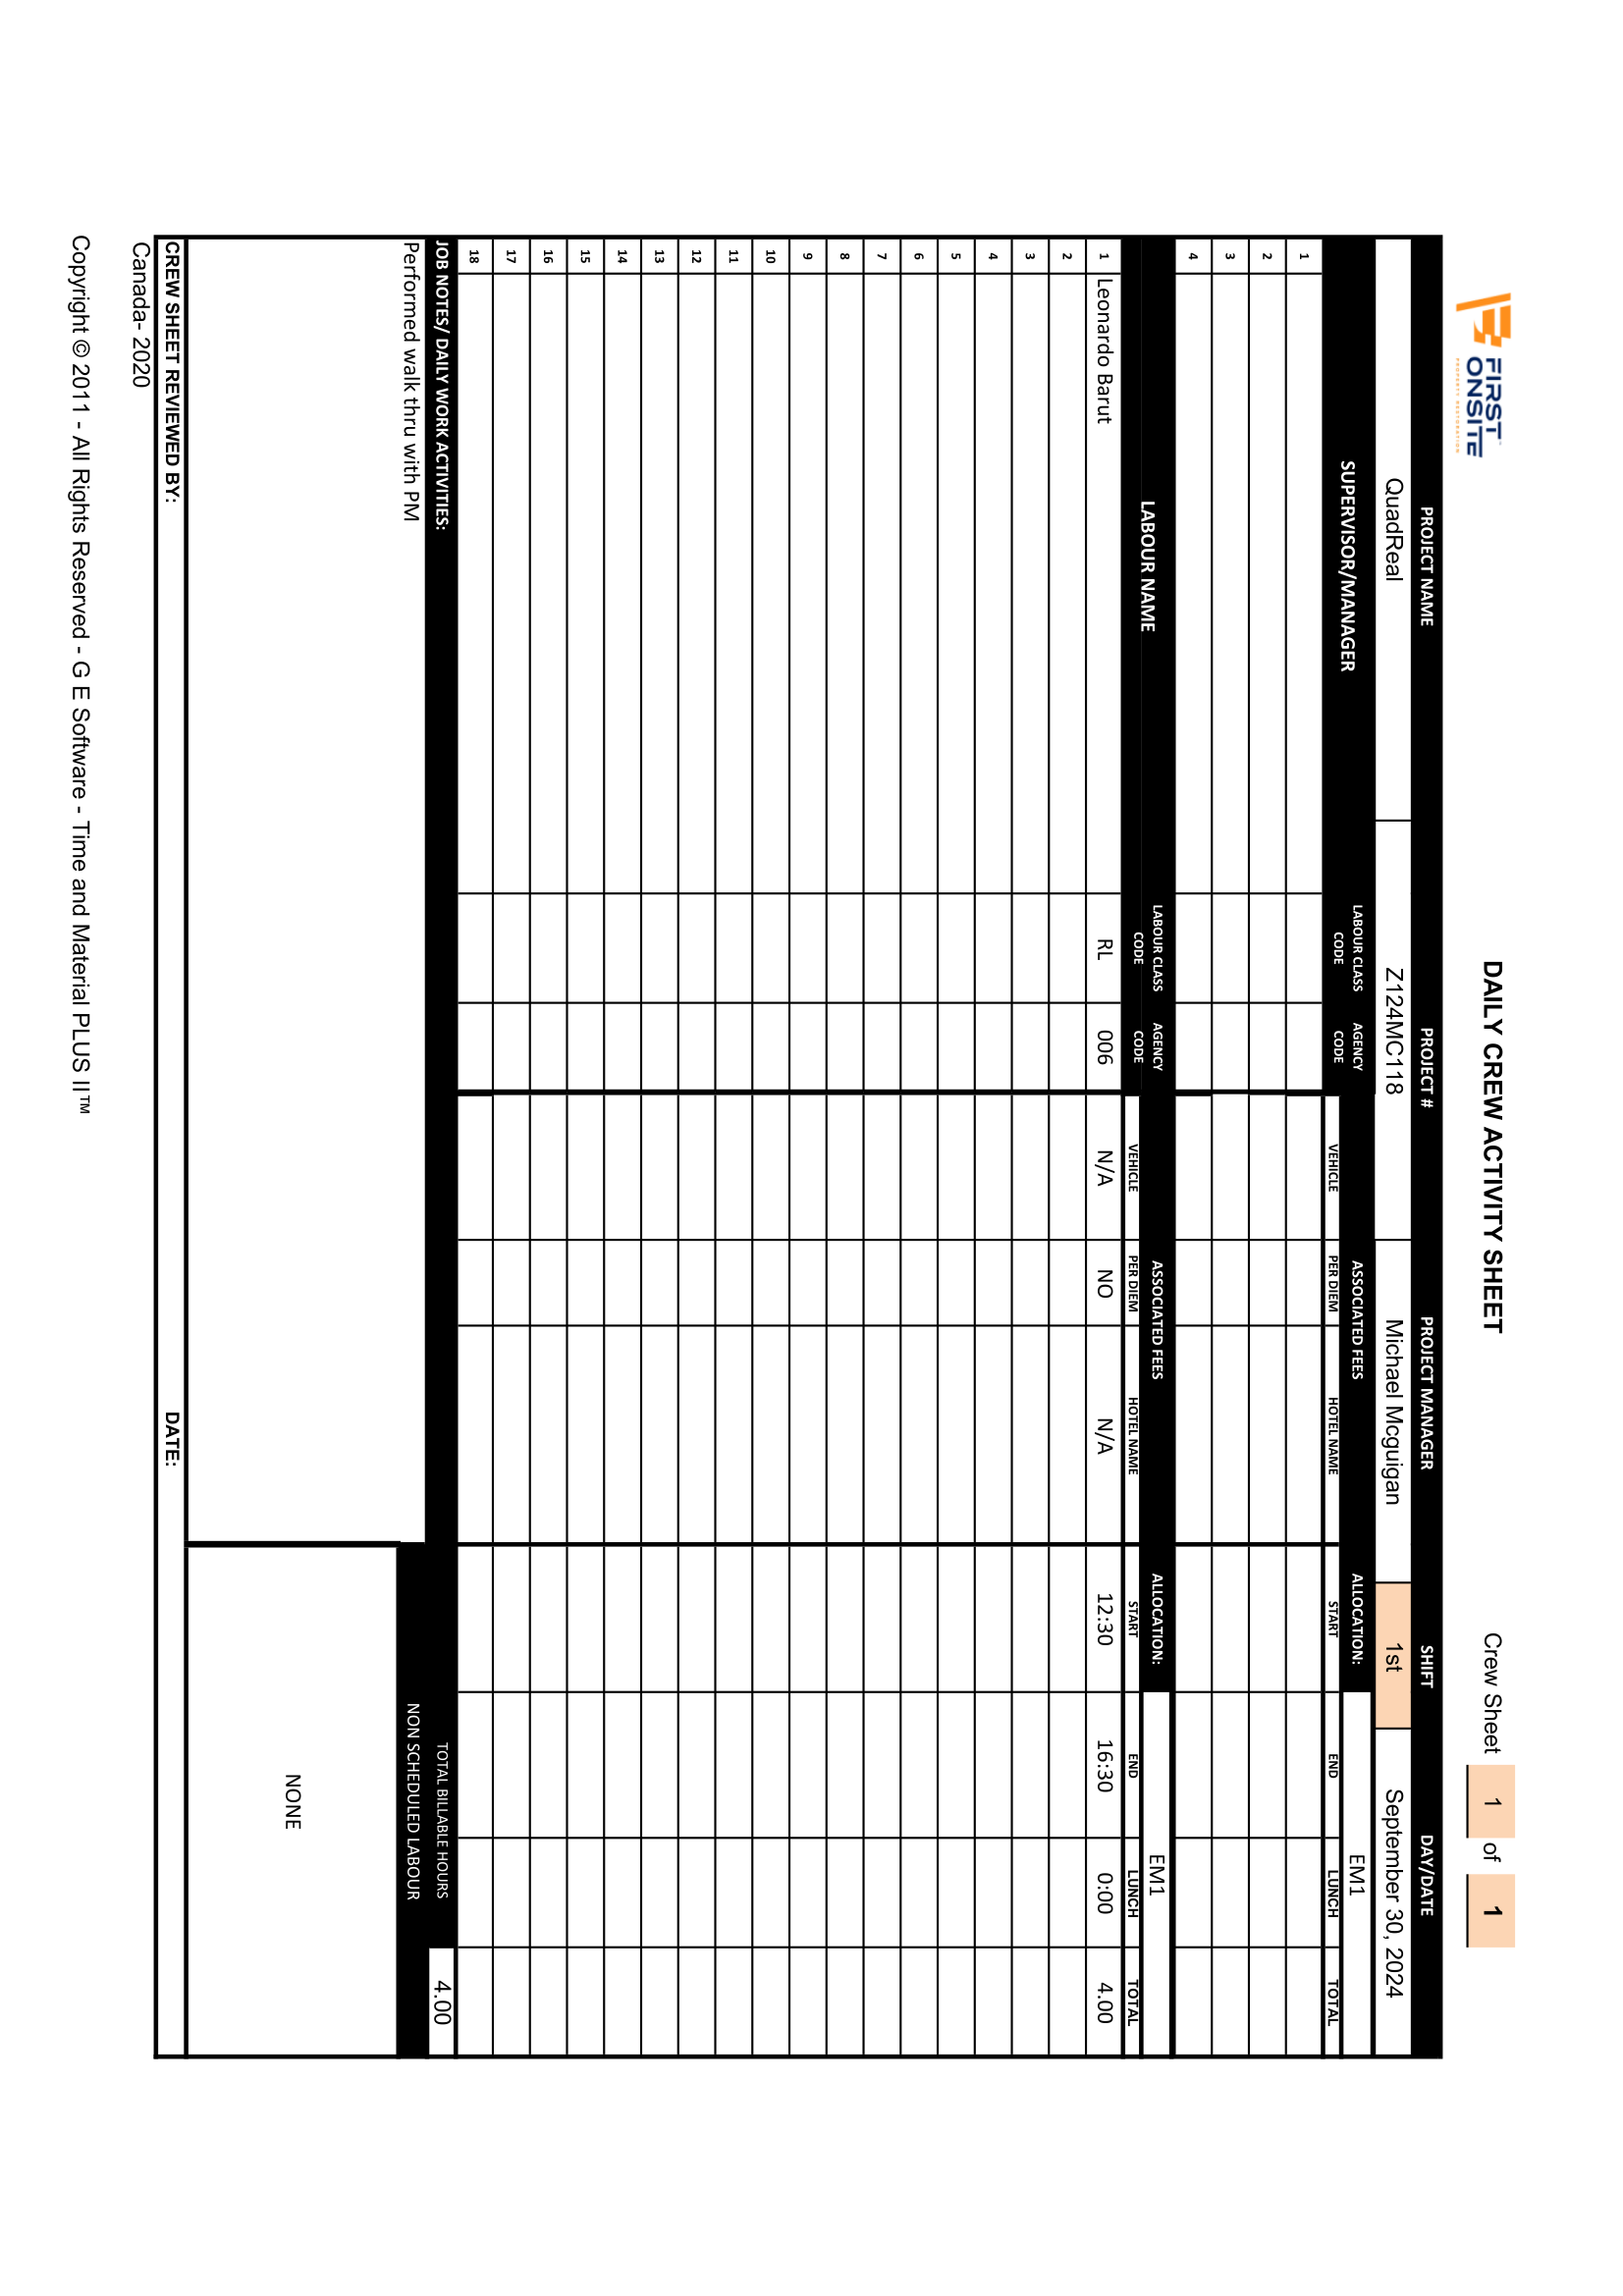 FIRST ONSITE
PROPERTY RESTORATION
DAILY CREW ACTIVITY SHEET
Crew Sheet 1 of 1
PROJECT NAME PROJECT # PROJECT MANAGER SHIFT DAY/DATE
QuadReal Z124MC118 Michael Mcguigan 1st September 30, 2024
SUPERVISOR/MANAGER LABOUR CLASS CODE AGENCY CODE ASSOCIATED FEES ALLOCATION: EM1
VEHICLE PER DIEM HOTEL NAME START END LUNCH TOTAL
1
2
3
4
LABOUR NAME LABOUR CLASS CODE AGENCY CODE ASSOCIATED FEES ALLOCATION: EM1
VEHICLE PER DIEM HOTEL NAME START END LUNCH TOTAL
1 Leonardo Barut RL 006 N/A NO N/A 12:30 16:30 0:00 4.00
2
3
4
5
6
7
8
9
10
11
12
13
14
15
16
17
18
JOB NOTES/ DAILY WORK ACTIVITIES: TOTAL BILLABLE HOURS 4.00
Performed walk thru with PM NON SCHEDULED LABOUR
NONE
CREW SHEET REVIEWED BY: DATE:
Canada- 2020
Copyright © 2011 - All Rights Reserved - G E Software - Time and Material PLUS II™